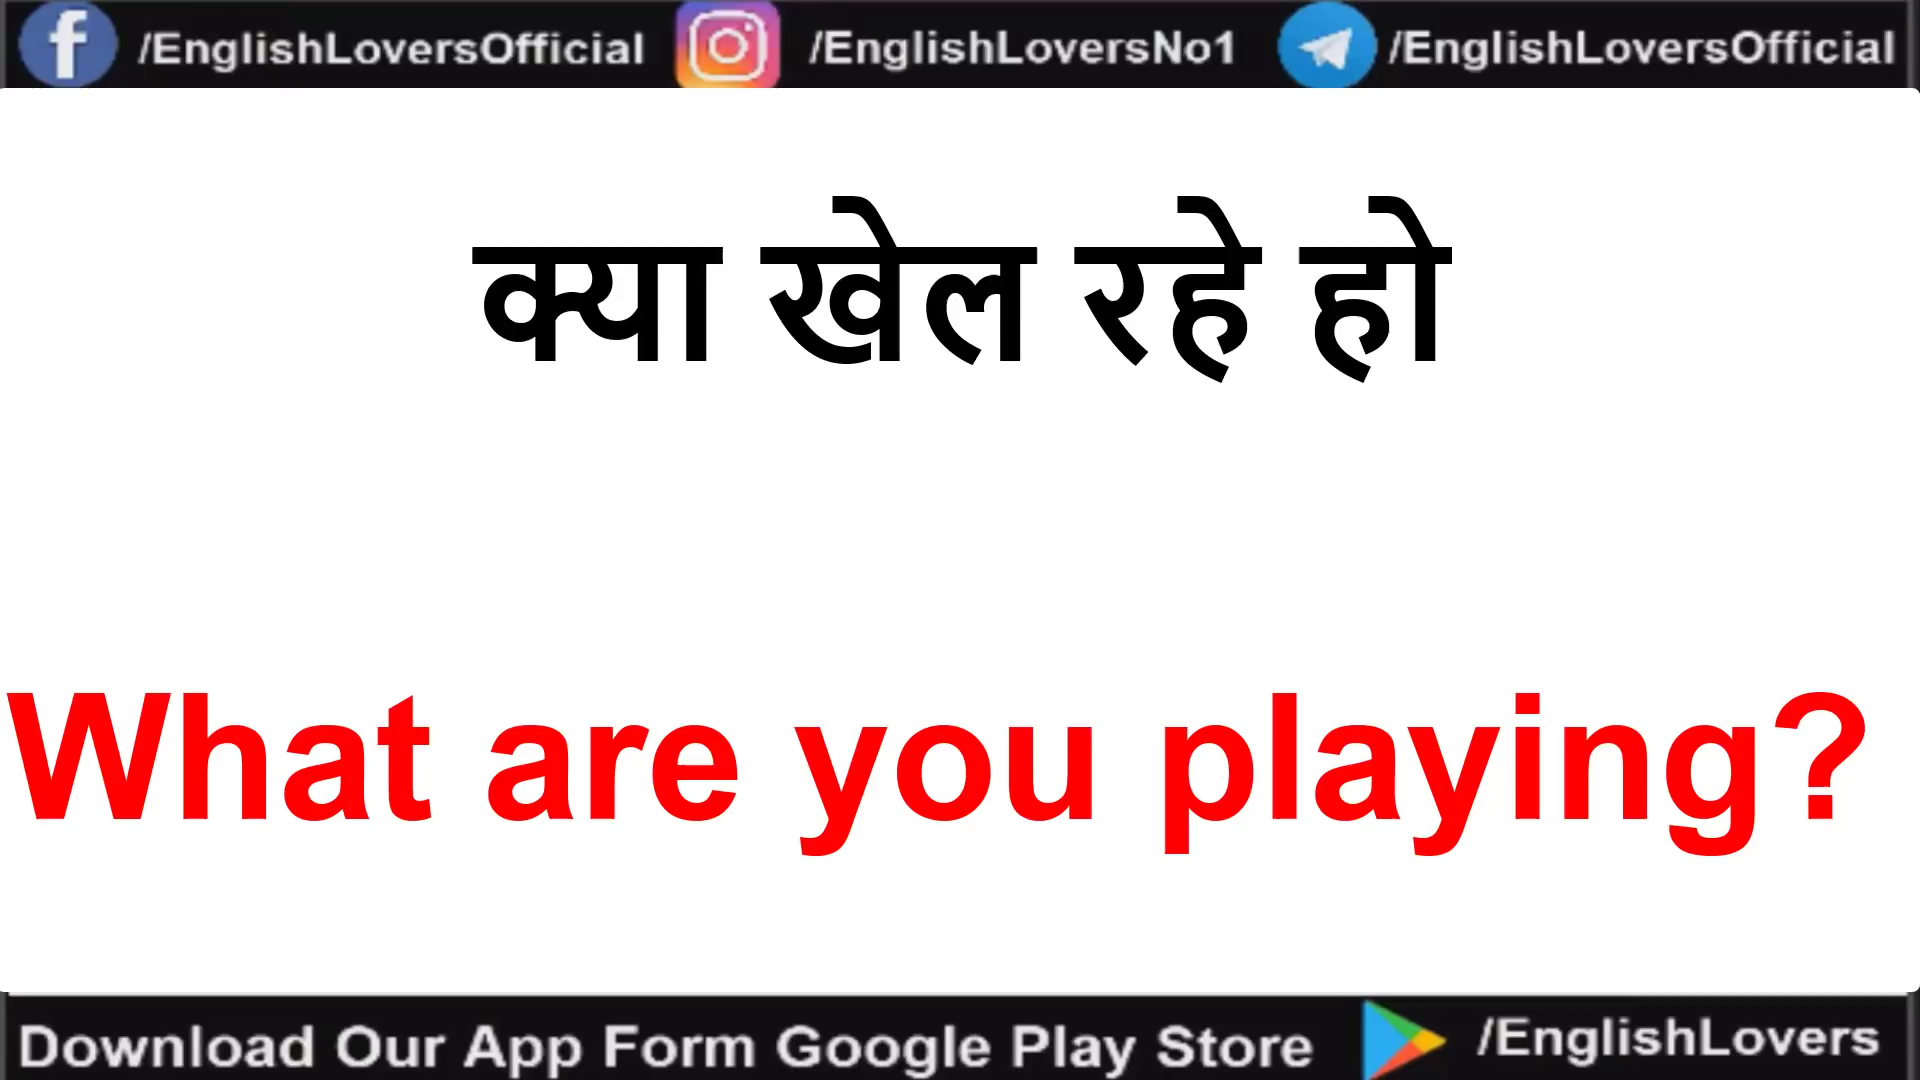 /EnglishLoversOfficial /EnglishLoversNo1 /EnglishLoversOfficial
क्या खेल रहे हो
What are you playing?
Download Our App Form Google Play Store /EnglishLovers